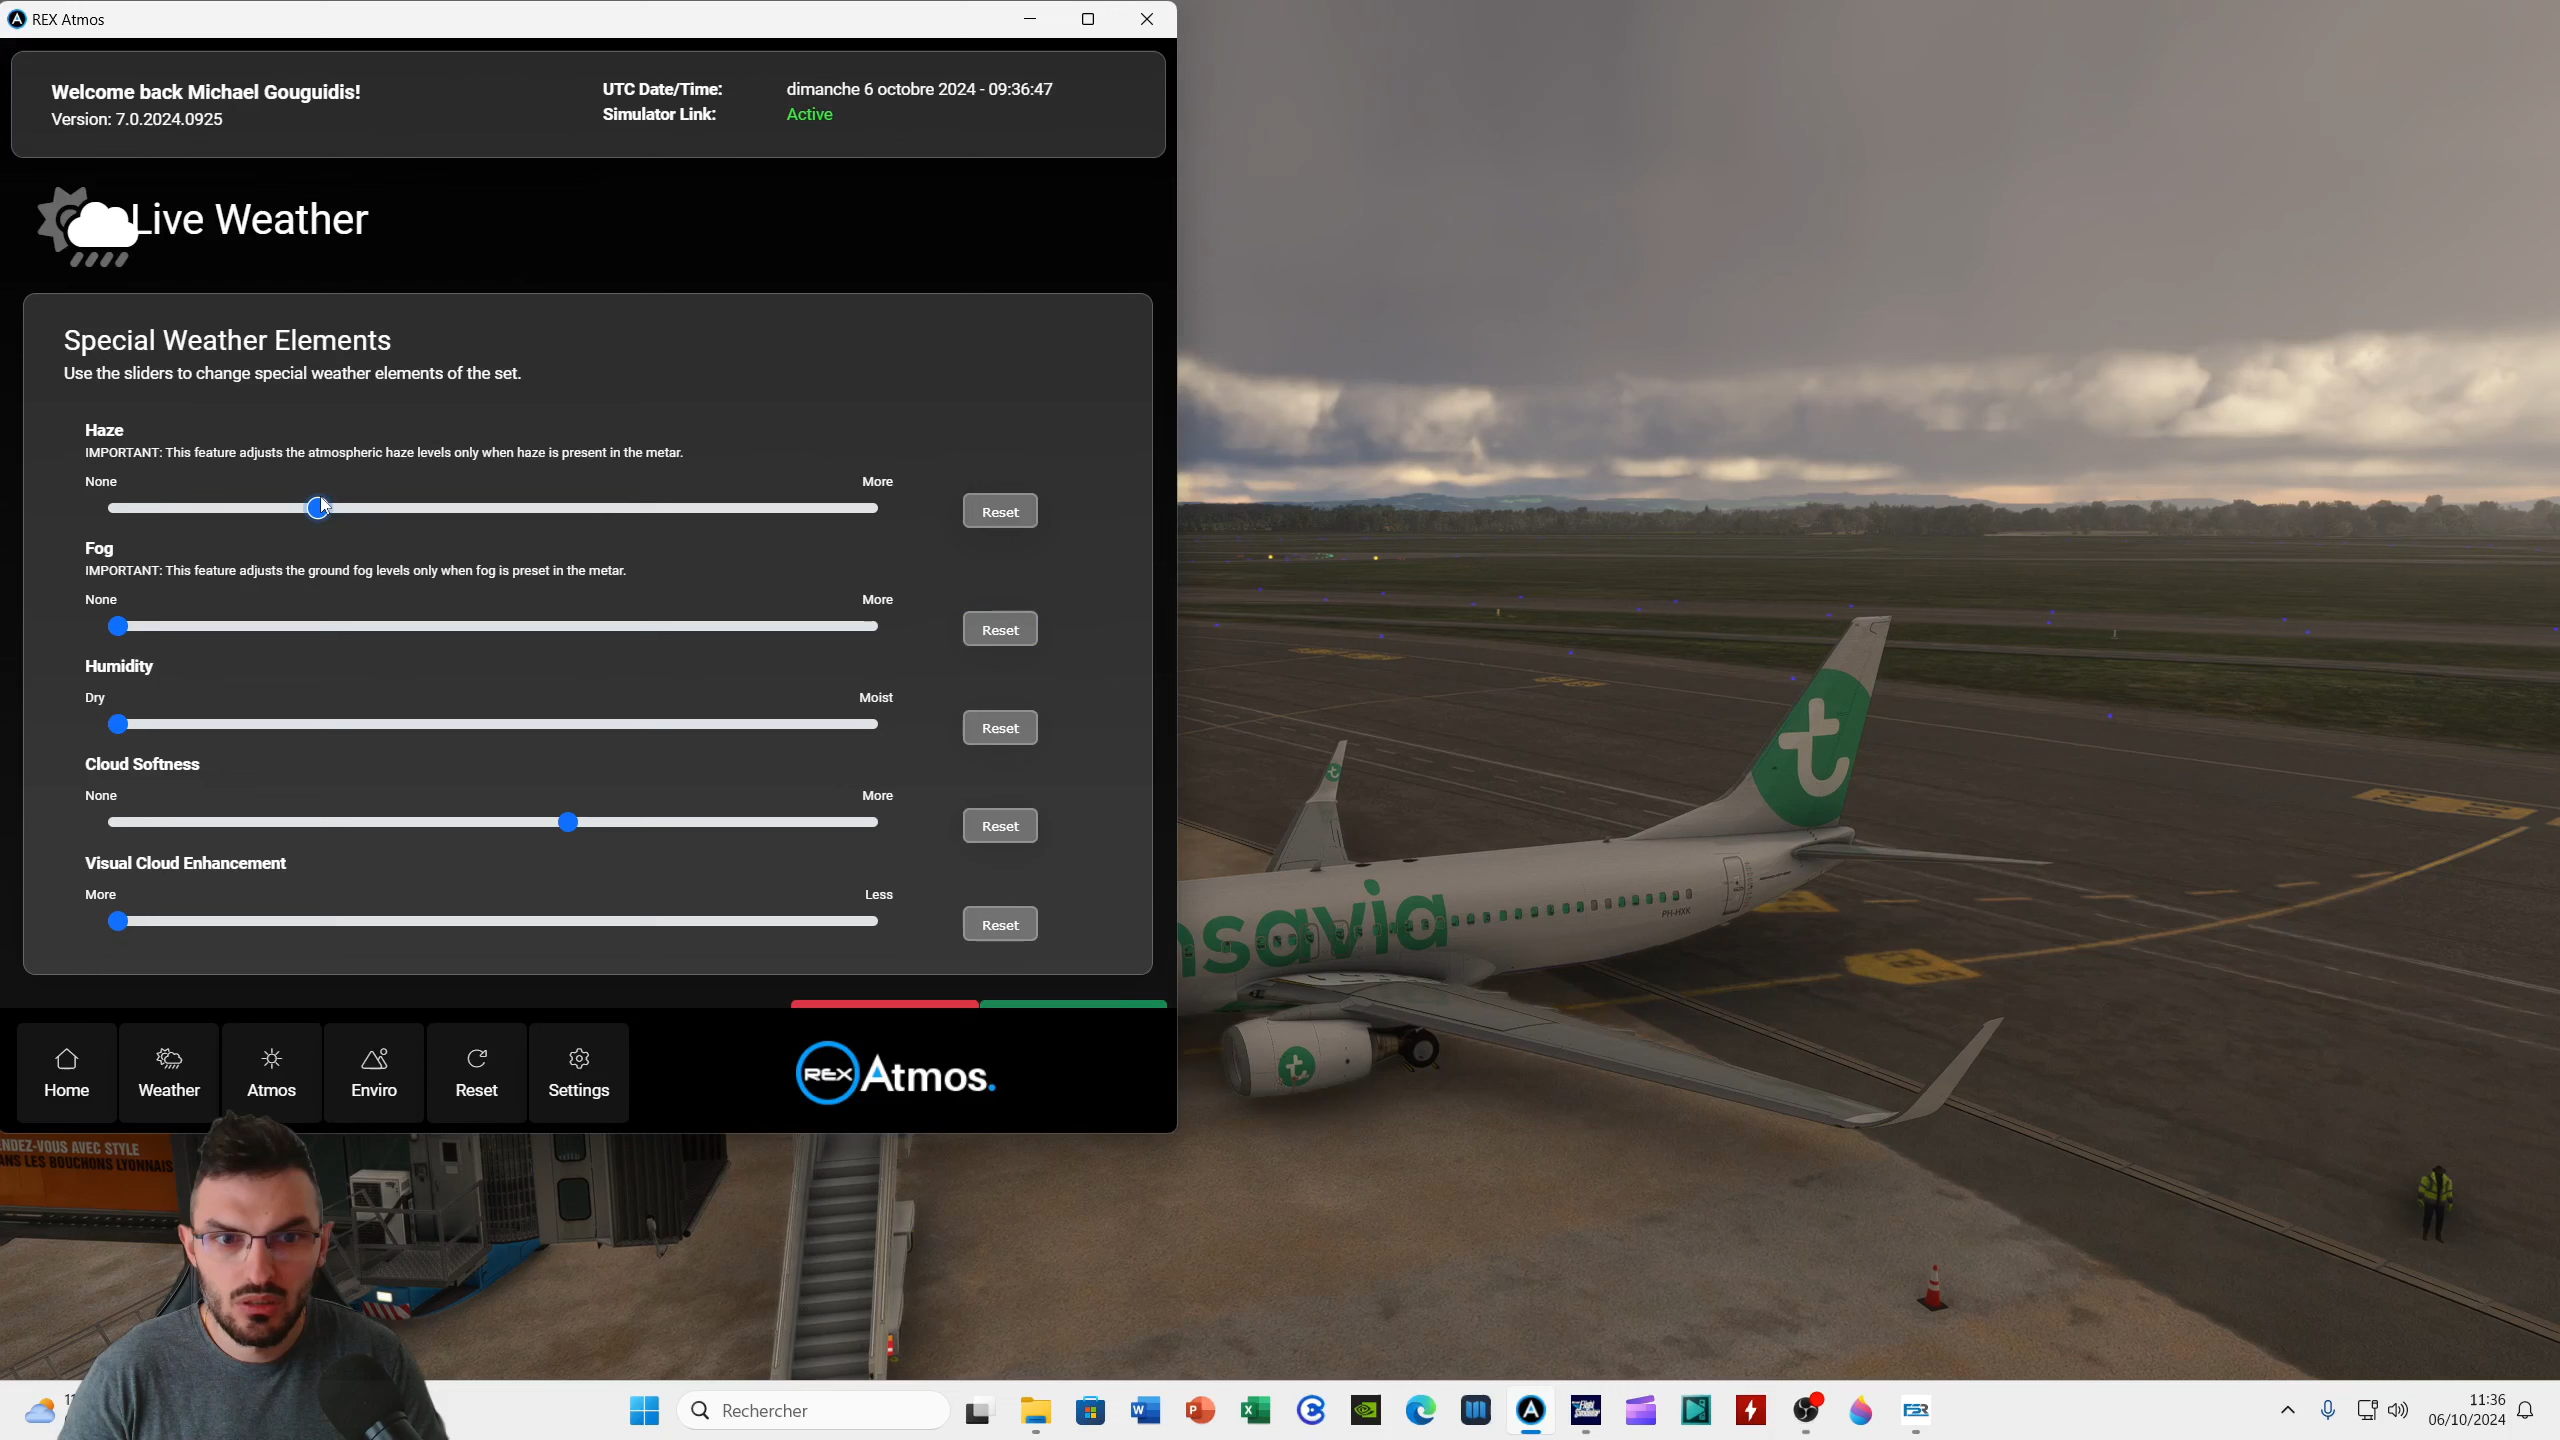 REX Atmos
Welcome back Michael Gouguidis!
Version: 7.0.2024.0925
UTC Date/Time: dimanche 6 octobre 2024 - 09:36:47
Simulator Link: Active
Live Weather
Special Weather Elements
Use the sliders to change special weather elements of the set.
Haze
IMPORTANT: This feature adjusts the atmospheric haze levels only when haze is present in the metar.
None More
Reset
Fog
IMPORTANT: This feature adjusts the ground fog levels only when fog is preset in the metar.
None More
Reset
Humidity
Dry Moist
Reset
Cloud Softness
None More
Reset
Visual Cloud Enhancement
More Less
Reset
Home Weather Atmos Enviro Reset Settings
REX Atmos.
nsavia
PH-HXK
ENDEZ-VOUS AVEC STYLE
ANS LES BOUCHONS LYONNAIS
Rechercher
11:36
06/10/2024